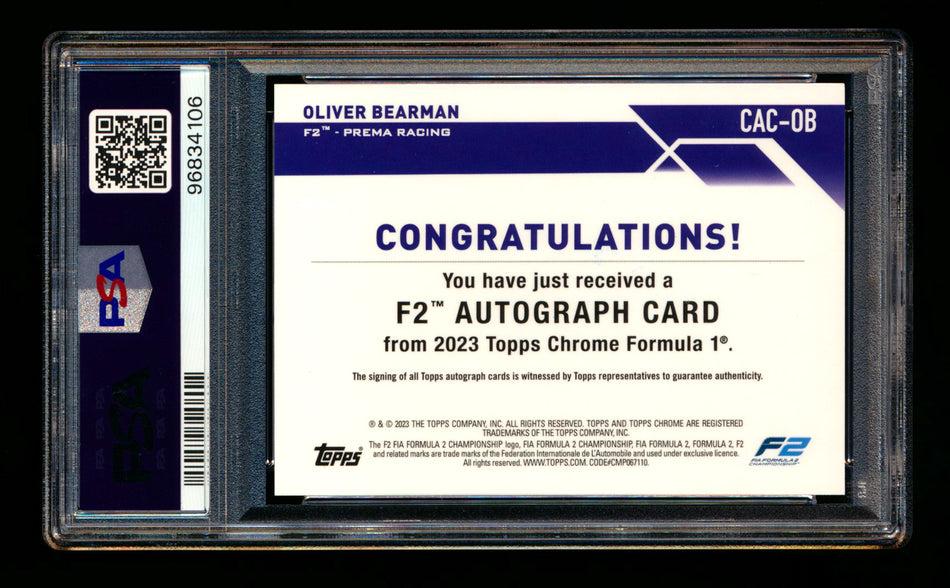 96834106
PSA
OLIVER BEARMAN
F2™ - PREMA RACING
CAC-OB
CONGRATULATIONS!
You have just received a
F2™ AUTOGRAPH CARD
from 2023 Topps Chrome Formula 1®.
The signing of all Topps autograph cards is witnessed by Topps representatives to guarantee authenticity.
® & © 2023 THE TOPPS COMPANY, INC. ALL RIGHTS RESERVED. TOPPS AND TOPPS CHROME ARE REGISTERED
TRADEMARKS OF THE TOPPS COMPANY, INC.
The F2 FIA FORMULA 2 CHAMPIONSHIP logo, FIA FORMULA 2 CHAMPIONSHIP, FIA FORMULA 2, FORMULA 2, F2
and related marks are trade marks of the Federation Internationale de L'Automobile and used under exclusive licence.
All rights reserved. WWW.TOPPS.COM. CODE#CMP067110.
Topps
F2
FIA FORMULA 2
CHAMPIONSHIP™
PSA